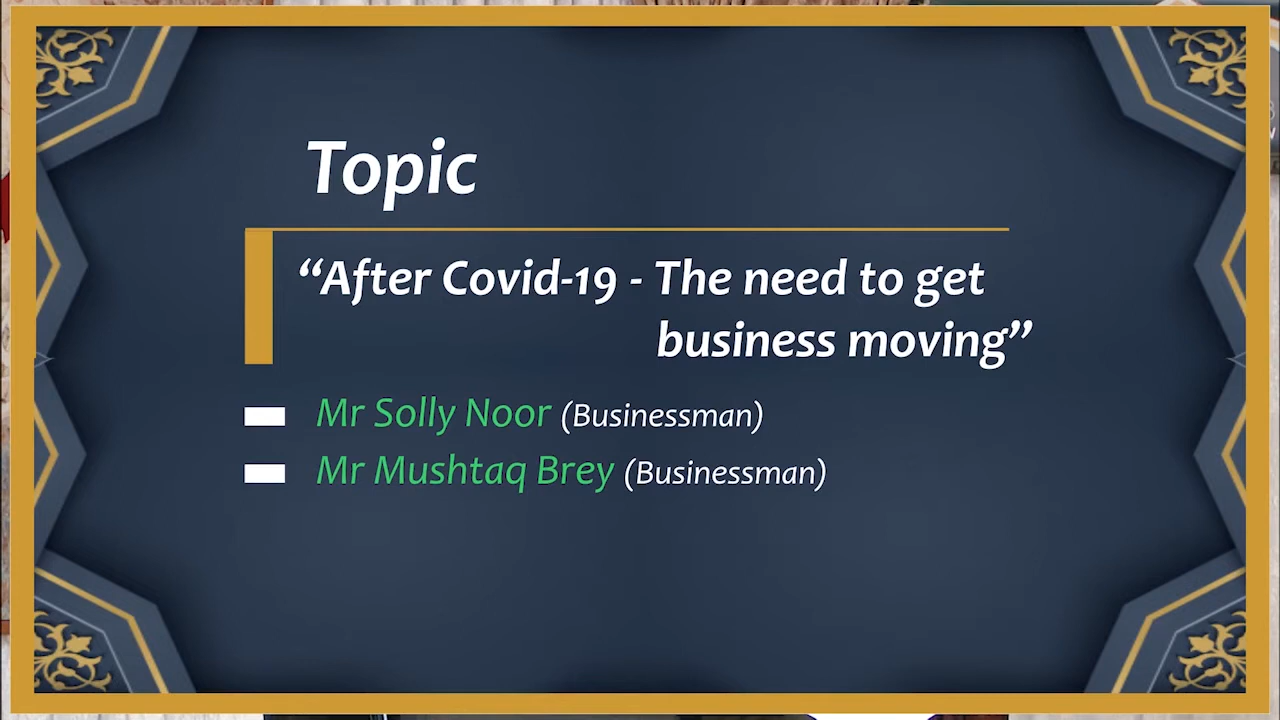 Topic
“After Covid-19 - The need to get
business moving”
Mr Solly Noor (Businessman)
Mr Mushtaq Brey (Businessman)